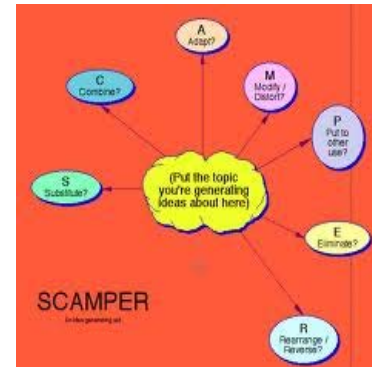 A
Adapt?
C
Combine?
M
Modify /
Distort?
P
Put to
other
use?
S
Substitute?
(Put the topic
you're generating
ideas about here)
E
Eliminate?
SCAMPER
R
Rearrange /
Reverse?